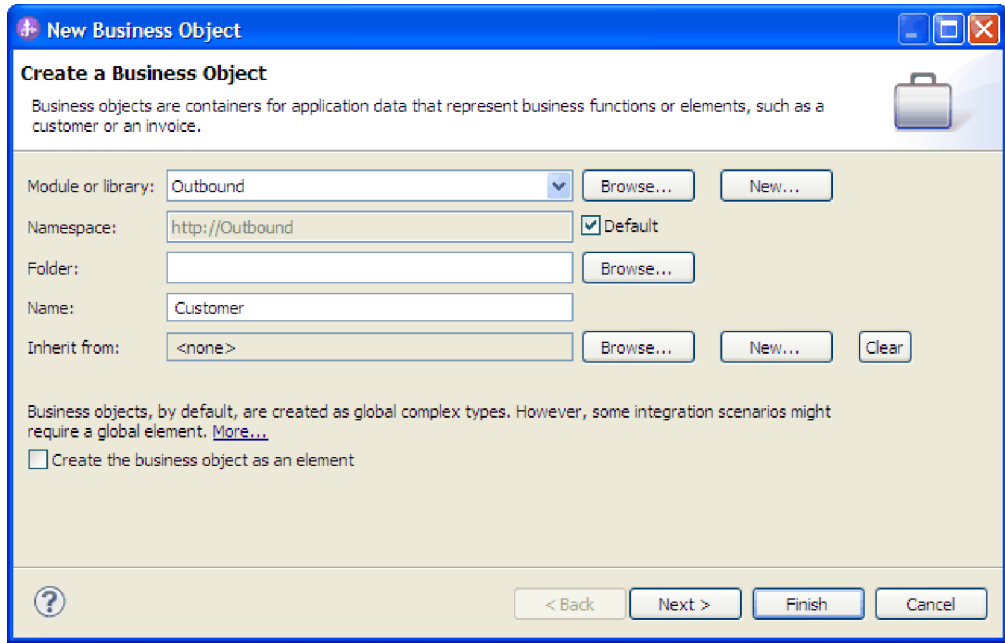 New Business Object
Create a Business Object
Business objects are containers for application data that represent business functions or elements, such as a
customer or an invoice.
Module or library: Outbound Browse... New...
Namespace: http://Outbound Default
Folder: Browse...
Name: Customer
Inherit from: <none> Browse... New... Clear
Business objects, by default, are created as global complex types. However, some integration scenarios might
require a global element. More...
Create the business object as an element
? < Back Next > Finish Cancel